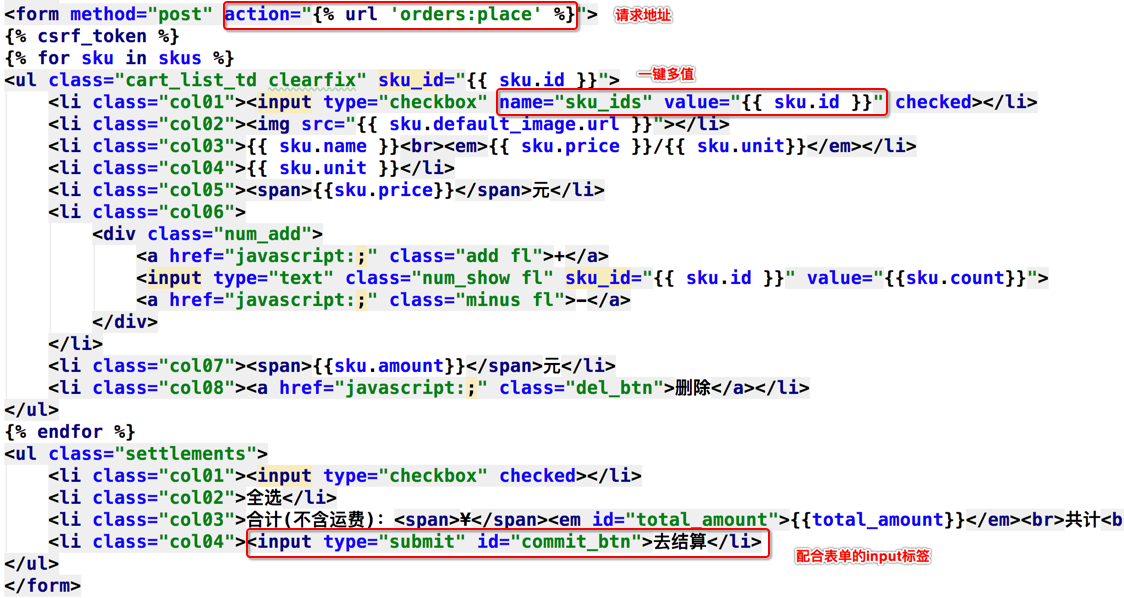 <form method="post" action="{% url 'orders:place' %}"> 请求地址
{% csrf_token %}
{% for sku in skus %}
<ul class="cart_list_td clearfix" sku_id="{{ sku.id }}"> 一键多值
<li class="col01"><input type="checkbox" name="sku_ids" value="{{ sku.id }}" checked></li>
<li class="col02"><img src="{{ sku.default_image.url }}"></li>
<li class="col03">{{ sku.name }}<br><em>{{ sku.price }}/{{ sku.unit}}</em></li>
<li class="col04">{{ sku.unit }}</li>
<li class="col05"><span>{{sku.price}}</span>元</li>
<li class="col06">
<div class="num_add">
<a href="javascript:;" class="add fl">+</a>
<input type="text" class="num_show fl" sku_id="{{ sku.id }}" value="{{sku.count}}">
<a href="javascript:;" class="minus fl">-</a>
</div>
</li>
<li class="col07"><span>{{sku.amount}}</span>元</li>
<li class="col08"><a href="javascript:;" class="del_btn">删除</a></li>
</ul>
{% endfor %}
<ul class="settlements">
<li class="col01"><input type="checkbox" checked></li>
<li class="col02">全选</li>
<li class="col03">合计(不含运费)：<span>¥</span><em id="total_amount">{{total_amount}}</em><br>共计<b
<li class="col04"><input type="submit" id="commit_btn">去结算</li>
配合表单的input标签
</ul>
</form>